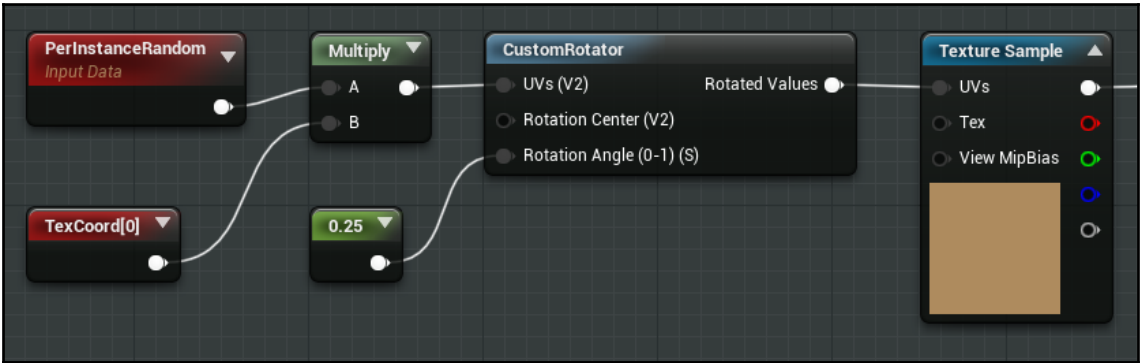 PerInstanceRandom
Input Data
Multiply
A
B
CustomRotator
UVs (V2)
Rotated Values
Rotation Center (V2)
Rotation Angle (0-1) (S)
Texture Sample
UVs
Tex
View MipBias
TexCoord[0]
0.25